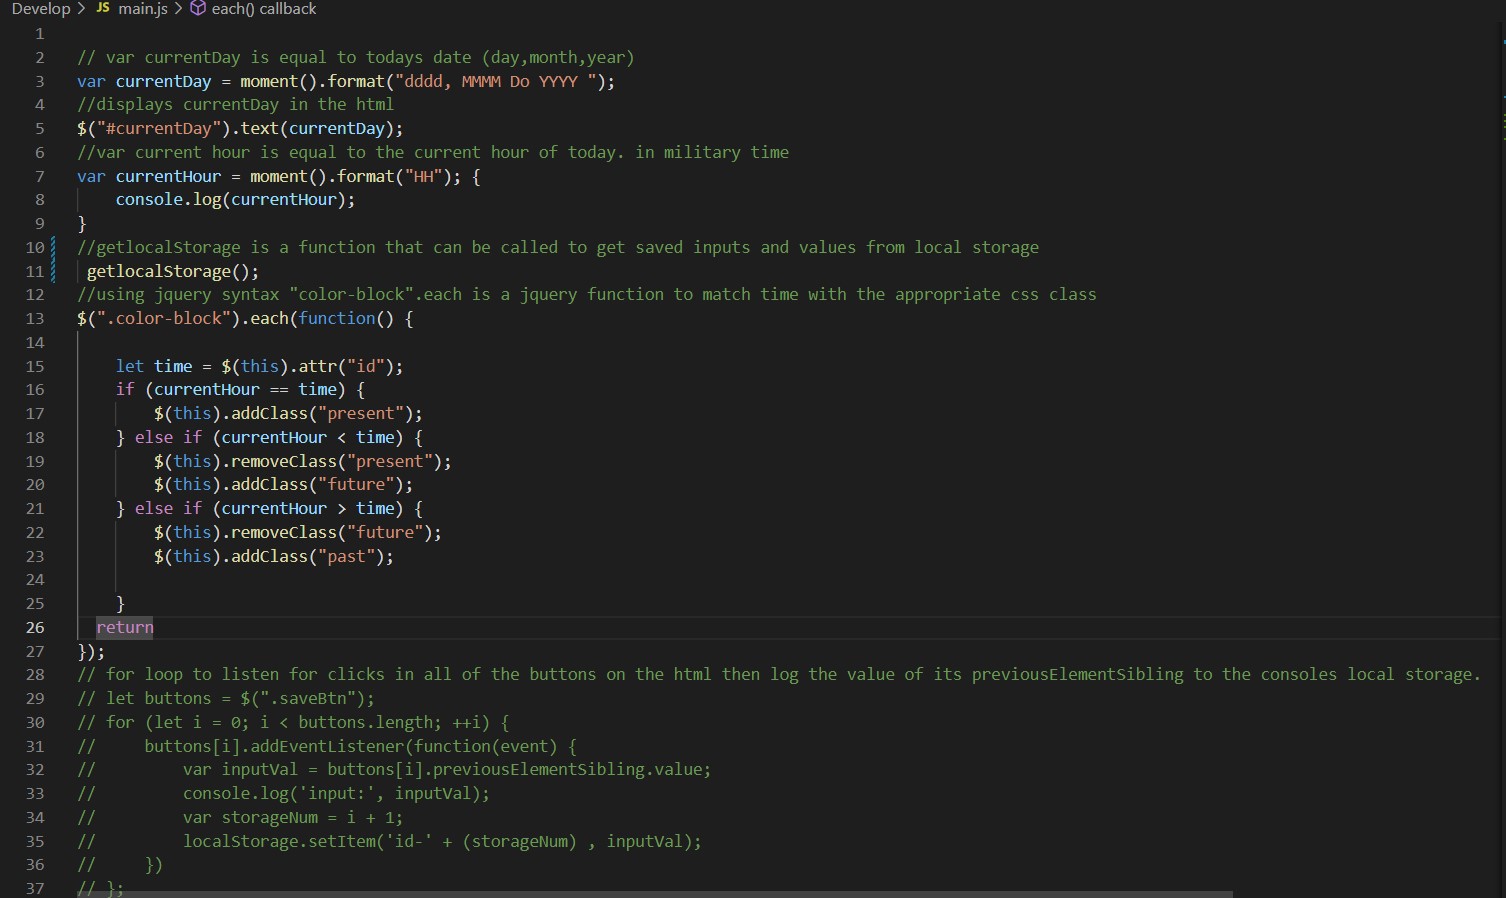 Develop > JS main.js > each() callback
1
2 // var currentDay is equal to todays date (day,month,year)
3 var currentDay = moment().format("dddd, MMMM Do YYYY ");
4 //displays currentDay in the html
5 $("#currentDay").text(currentDay);
6 //var current hour is equal to the current hour of today. in military time
7 var currentHour = moment().format("HH"); {
8     console.log(currentHour);
9 }
10 //getlocalStorage is a function that can be called to get saved inputs and values from local storage
11  getlocalStorage();
12 //using jquery syntax "color-block".each is a jquery function to match time with the appropriate css class
13 $(".color-block").each(function() {
14
15     let time = $(this).attr("id");
16     if (currentHour == time) {
17         $(this).addClass("present");
18     } else if (currentHour < time) {
19         $(this).removeClass("present");
20         $(this).addClass("future");
21     } else if (currentHour > time) {
22         $(this).removeClass("future");
23         $(this).addClass("past");
24
25     }
26   return
27 });
28 // for loop to listen for clicks in all of the buttons on the html then log the value of its previousElementSibling to the consoles local storage.
29 // let buttons = $(".saveBtn");
30 // for (let i = 0; i < buttons.length; ++i) {
31 //     buttons[i].addEventListener(function(event) {
32 //         var inputVal = buttons[i].previousElementSibling.value;
33 //         console.log('input:', inputVal);
34 //         var storageNum = i + 1;
35 //         localStorage.setItem('id-' + (storageNum) , inputVal);
36 //     })
37 // };